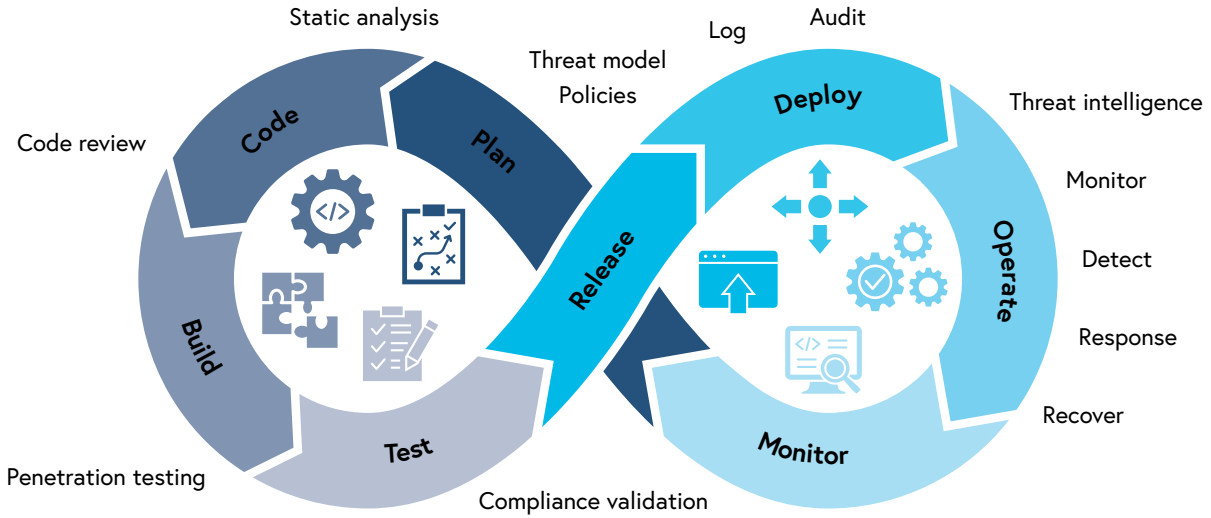 Static analysis
Log
Audit
Threat model
Policies
Code review
Code
Plan
Deploy
Threat intelligence
Monitor
Detect
Response
Recover
Release
Operate
Build
Test
Monitor
Penetration testing
Compliance validation